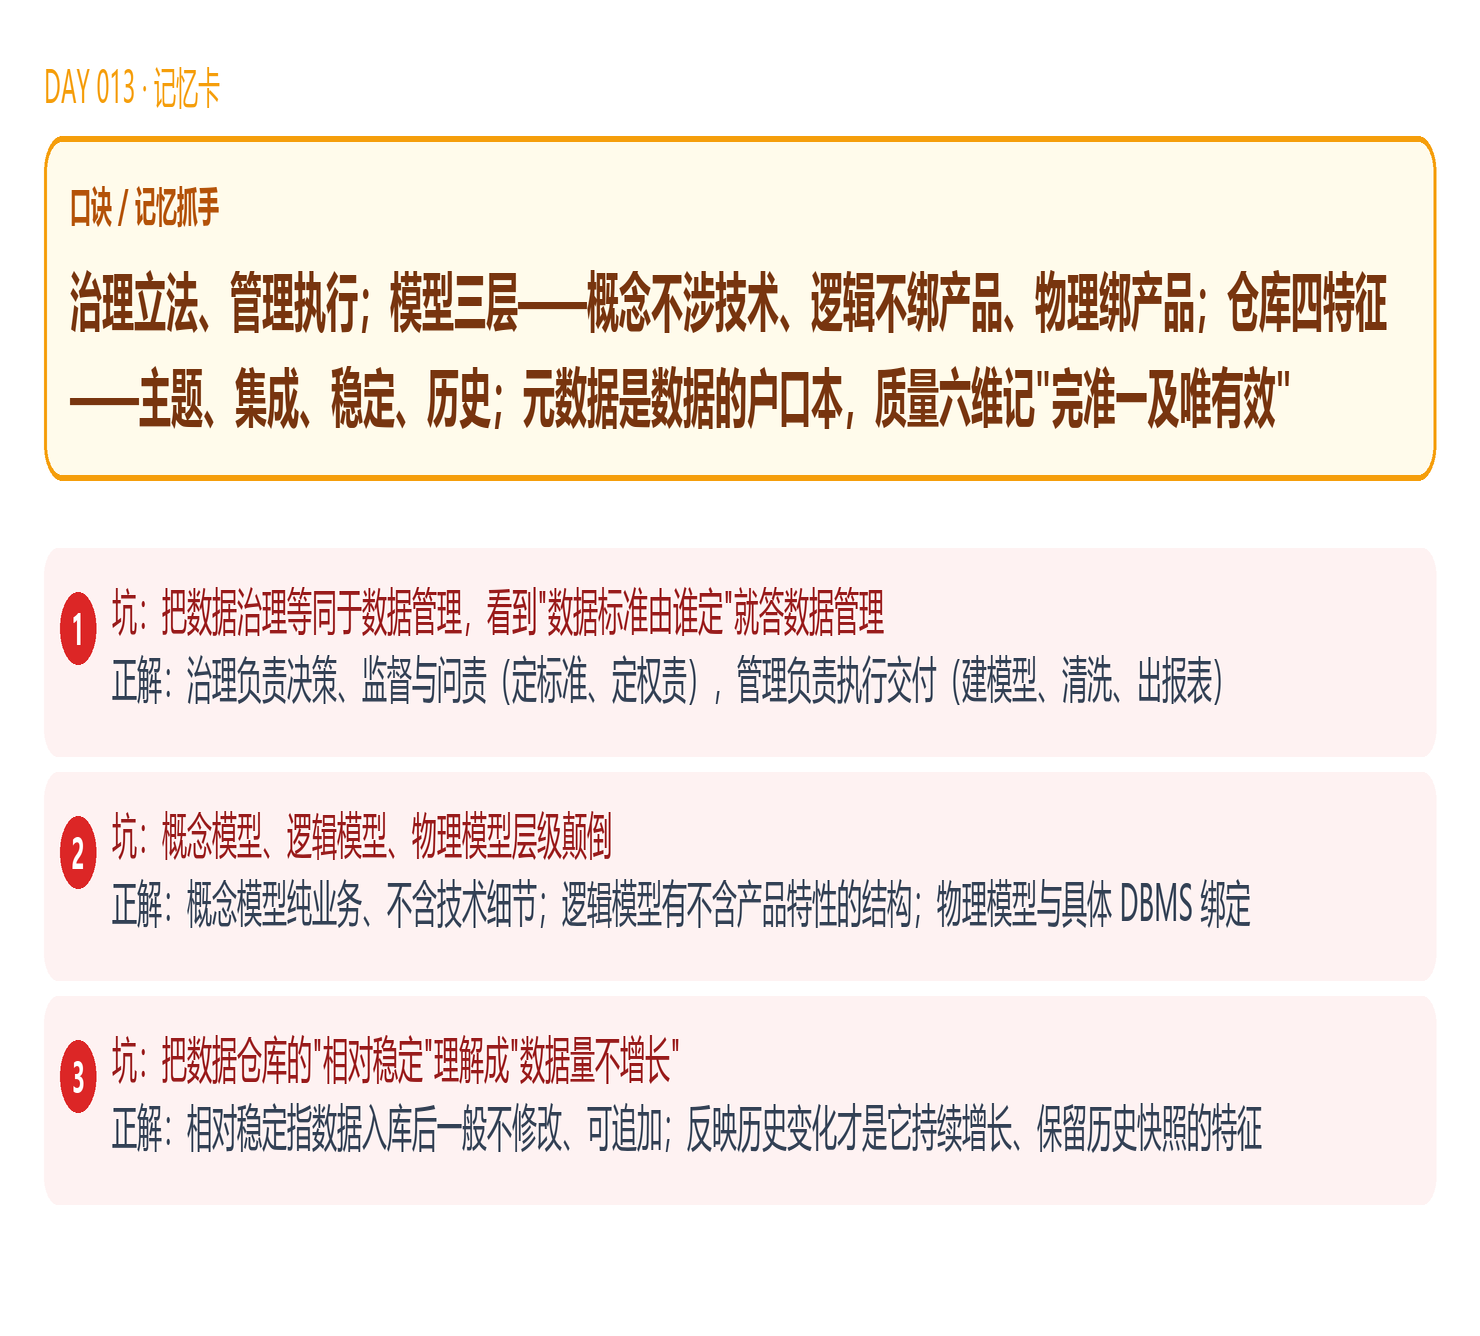 DAY 013 · 记忆卡
口诀 / 记忆抓手
治理立法、管理执行；模型三层——概念不涉技术、逻辑不绑产品、物理绑产品；仓库四特征
——主题、集成、稳定、历史；元数据是数据的户口本，质量六维记"完准一及唯有效"
1
坑：把数据治理等同于数据管理，看到"数据标准由谁定"就答数据管理
正解：治理负责决策、监督与问责（定标准、定权责），管理负责执行交付（建模型、清洗、出报表）
2
坑：概念模型、逻辑模型、物理模型层级颠倒
正解：概念模型纯业务、不含技术细节；逻辑模型有不含产品特性的结构；物理模型与具体 DBMS 绑定
3
坑：把数据仓库的"相对稳定"理解成"数据量不增长"
正解：相对稳定指数据入库后一般不修改、可追加；反映历史变化才是它持续增长、保留历史快照的特征